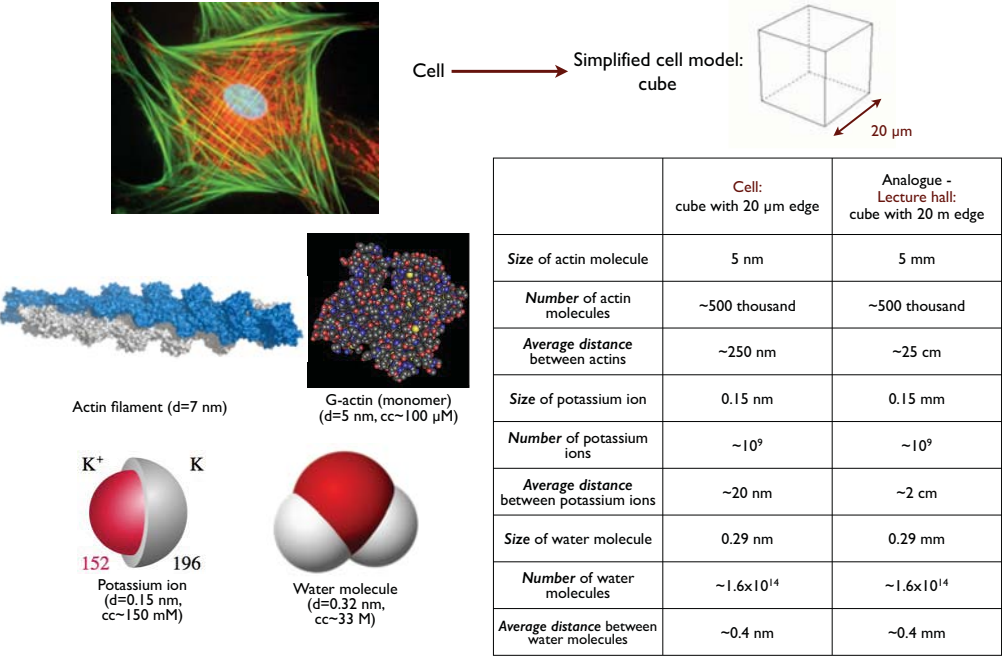 Cell
Simplified cell model:
cube
20 µm
Actin filament (d=7 nm)
G-actin (monomer)
(d=5 nm, cc~100 µM)
K⁺ K
152 196
Potassium ion
(d=0.15 nm,
cc~150 mM)
Water molecule
(d=0.32 nm,
cc~33 M)
Cell:
cube with 20 µm edge
Analogue -
Lecture hall:
cube with 20 m edge
Size of actin molecule 5 nm 5 mm
Number of actin
molecules ~500 thousand ~500 thousand
Average distance
between actins ~250 nm ~25 cm
Size of potassium ion 0.15 nm 0.15 mm
Number of potassium
ions ~10⁹ ~10⁹
Average distance
between potassium ions ~20 nm ~2 cm
Size of water molecule 0.29 nm 0.29 mm
Number of water
molecules ~1.6x10¹⁴ ~1.6x10¹⁴
Average distance between
water molecules ~0.4 nm ~0.4 mm